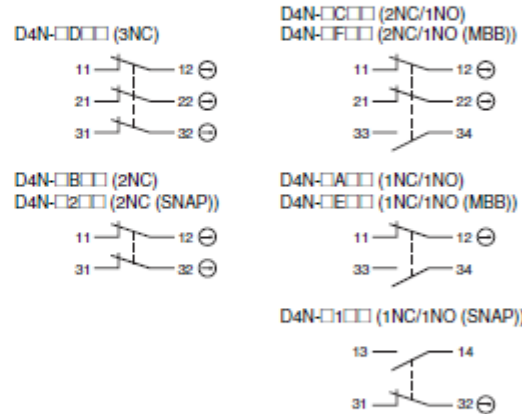 D4N-□D□□ (3NC)
11 12 ⊖
21 22 ⊖
31 32 ⊖
D4N-□B□□ (2NC)
D4N-□2□□ (2NC (SNAP))
11 12 ⊖
31 32 ⊖
D4N-□C□□ (2NC/1NO)
D4N-□F□□ (2NC/1NO (MBB))
11 12 ⊖
21 22 ⊖
33 34
D4N-□A□□ (1NC/1NO)
D4N-□E□□ (1NC/1NO (MBB))
11 12 ⊖
33 34
D4N-□1□□ (1NC/1NO (SNAP))
13 14
31 32 ⊖